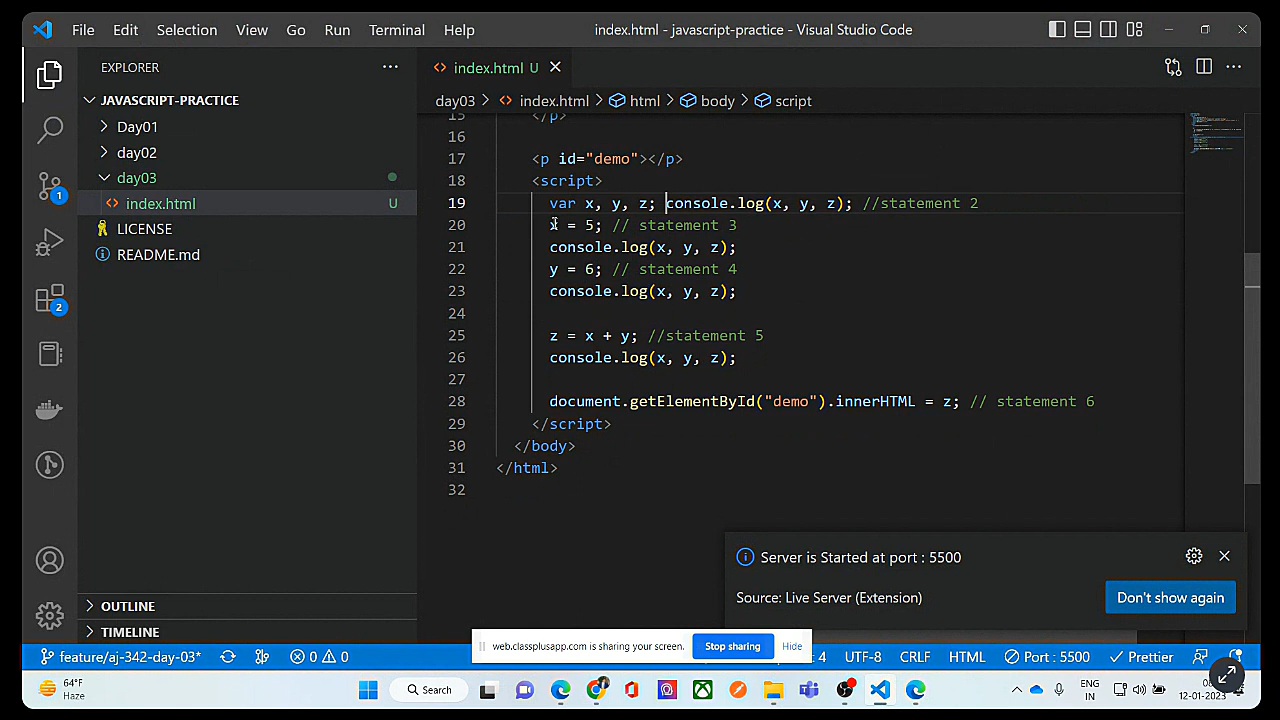 File Edit Selection View Go Run Terminal Help index.html - javascript-practice - Visual Studio Code
EXPLORER
index.html U
JAVASCRIPT-PRACTICE
day03 index.html html body script
Day01
day02
day03
index.html U
LICENSE
README.md
15 </p>
16
17 <p id="demo"></p>
18 <script>
19 var x, y, z; console.log(x, y, z); //statement 2
20 x = 5; // statement 3
21 console.log(x, y, z);
22 y = 6; // statement 4
23 console.log(x, y, z);
24
25 z = x + y; //statement 5
26 console.log(x, y, z);
27
28 document.getElementById("demo").innerHTML = z; // statement 6
29 </script>
30 </body>
31 </html>
32
1
2
OUTLINE
TIMELINE
Server is Started at port : 5500
Source: Live Server (Extension)
Don't show again
web.classplusapp.com is sharing your screen. Stop sharing Hide
feature/aj-342-day-03* 0 0 4 UTF-8 CRLF HTML Port : 5500 Prettier
64°F
Haze
Search
ENG
IN
12-01-2023